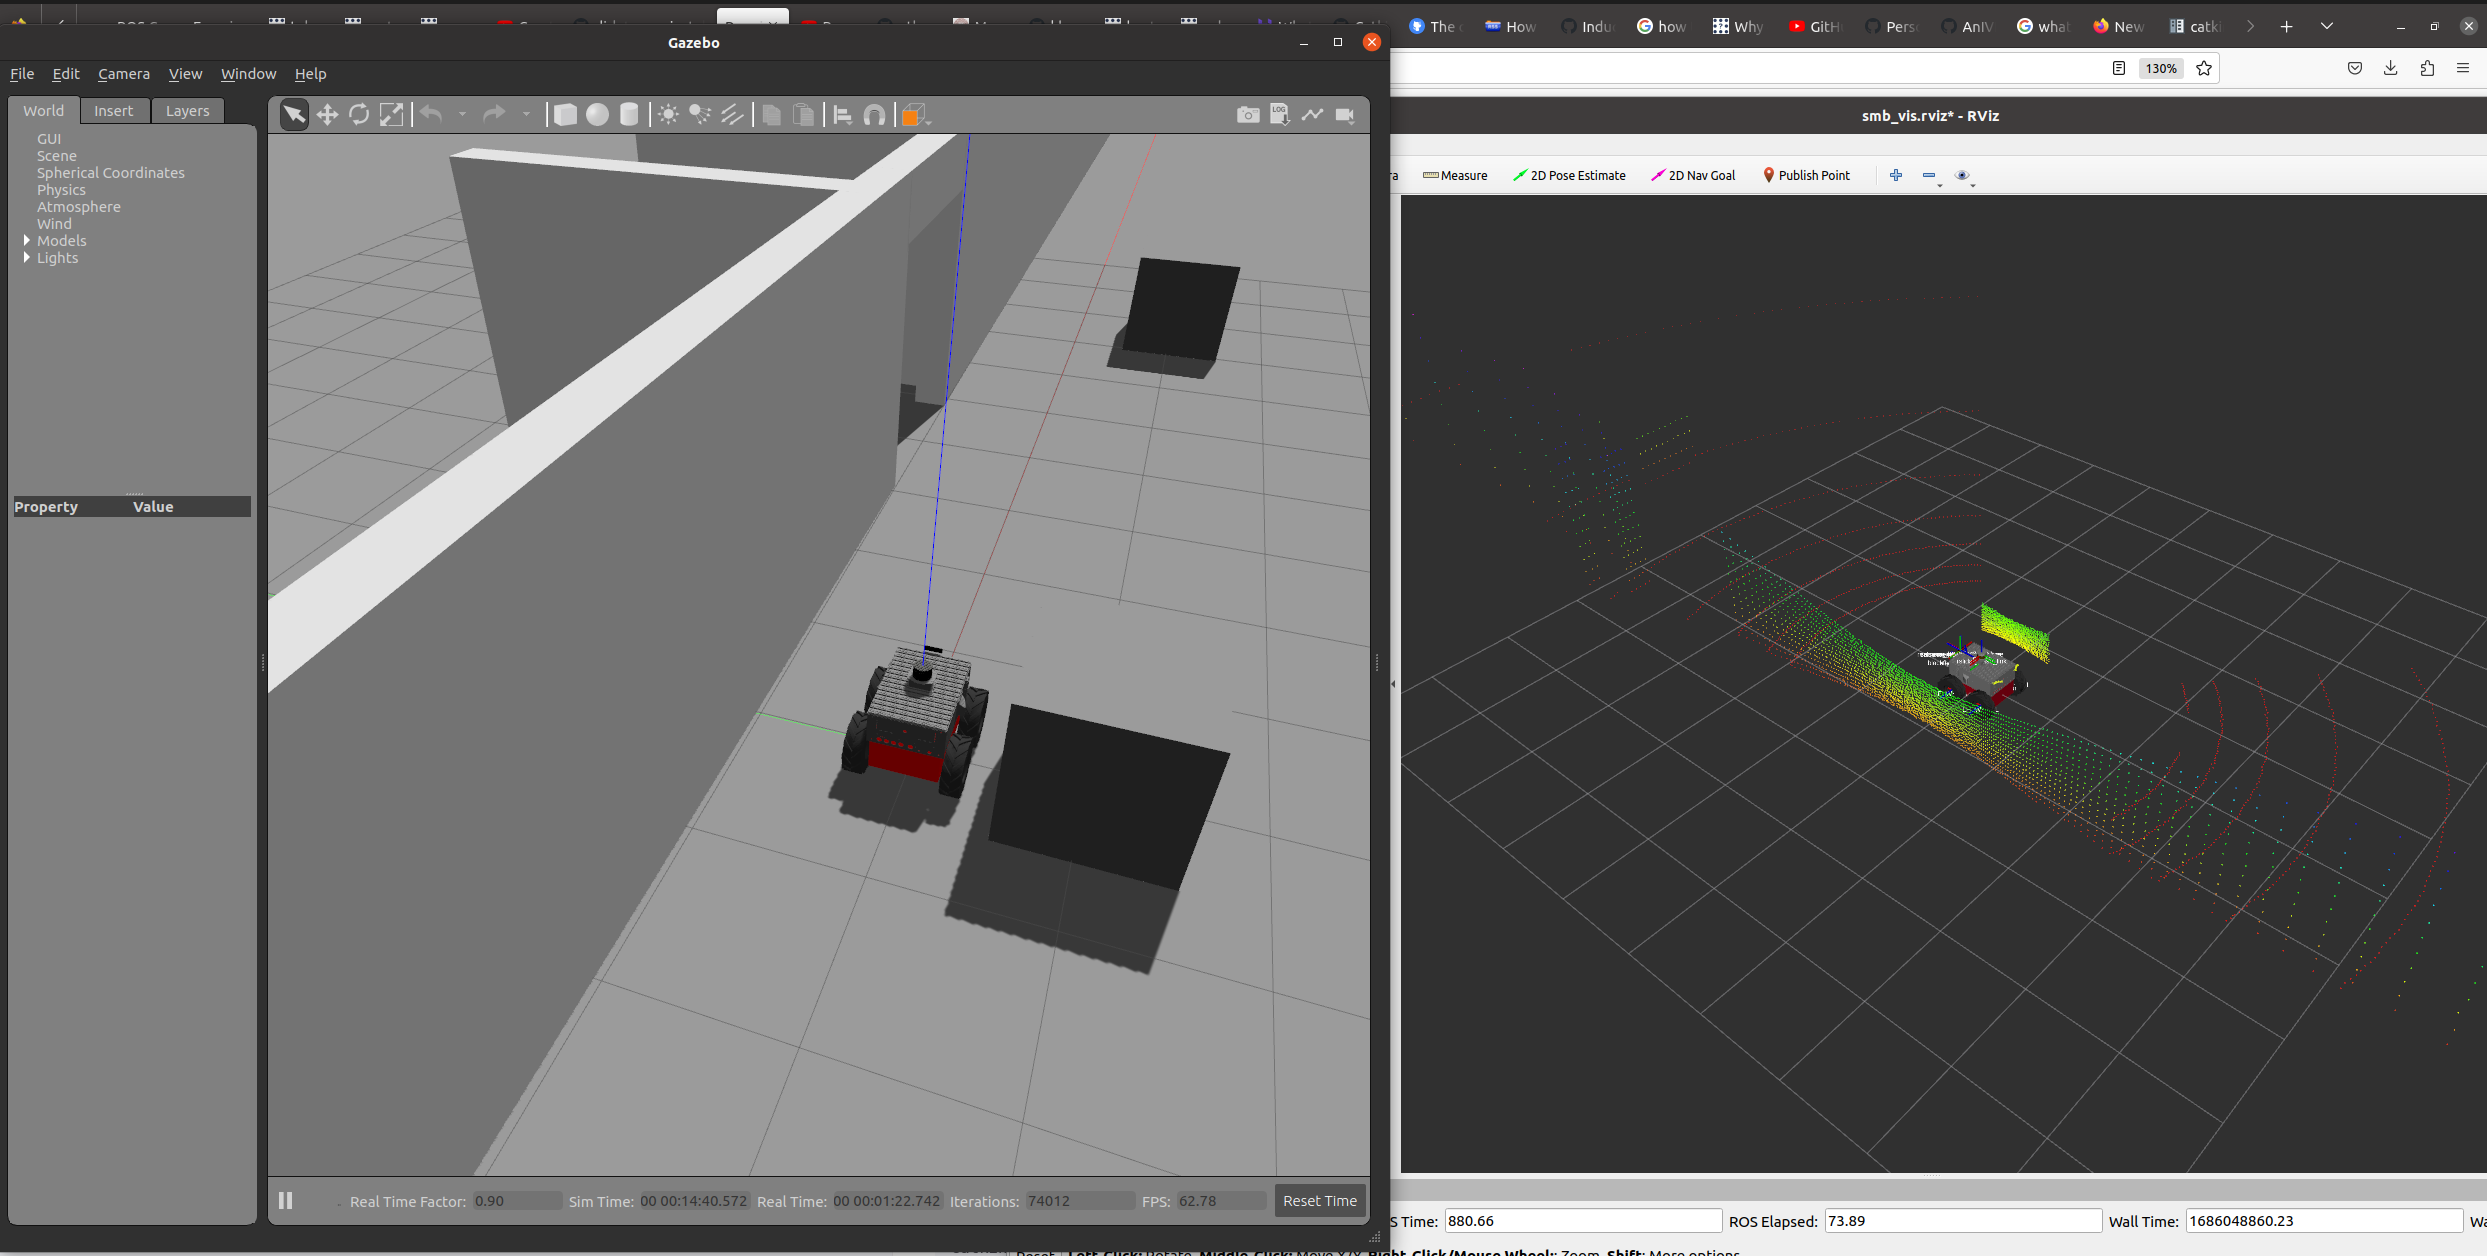 The
How
Indu
how
Why
GitH
Pers
AnIV
what
New
catki
Gazebo
File Edit Camera View Window Help
130%
smb_vis.rviz* - RViz
World Insert Layers
Measure 2D Pose Estimate 2D Nav Goal Publish Point
LOG
GUI
Scene
Spherical Coordinates
Physics
Atmosphere
Wind
Models
Lights
Property Value
Real Time Factor: 0.90 Sim Time: 00 00:14:40.572 Real Time: 00 00:01:22.742 Iterations: 74012 FPS: 62.78 Reset Time
S Time: 880.66 ROS Elapsed: 73.89 Wall Time: 1686048860.23 Wa
Reset Left-Click: Rotate. Middle-Click: Move X/Y. Right-Click/Mouse Wheel:: Zoom. Shift: More options.